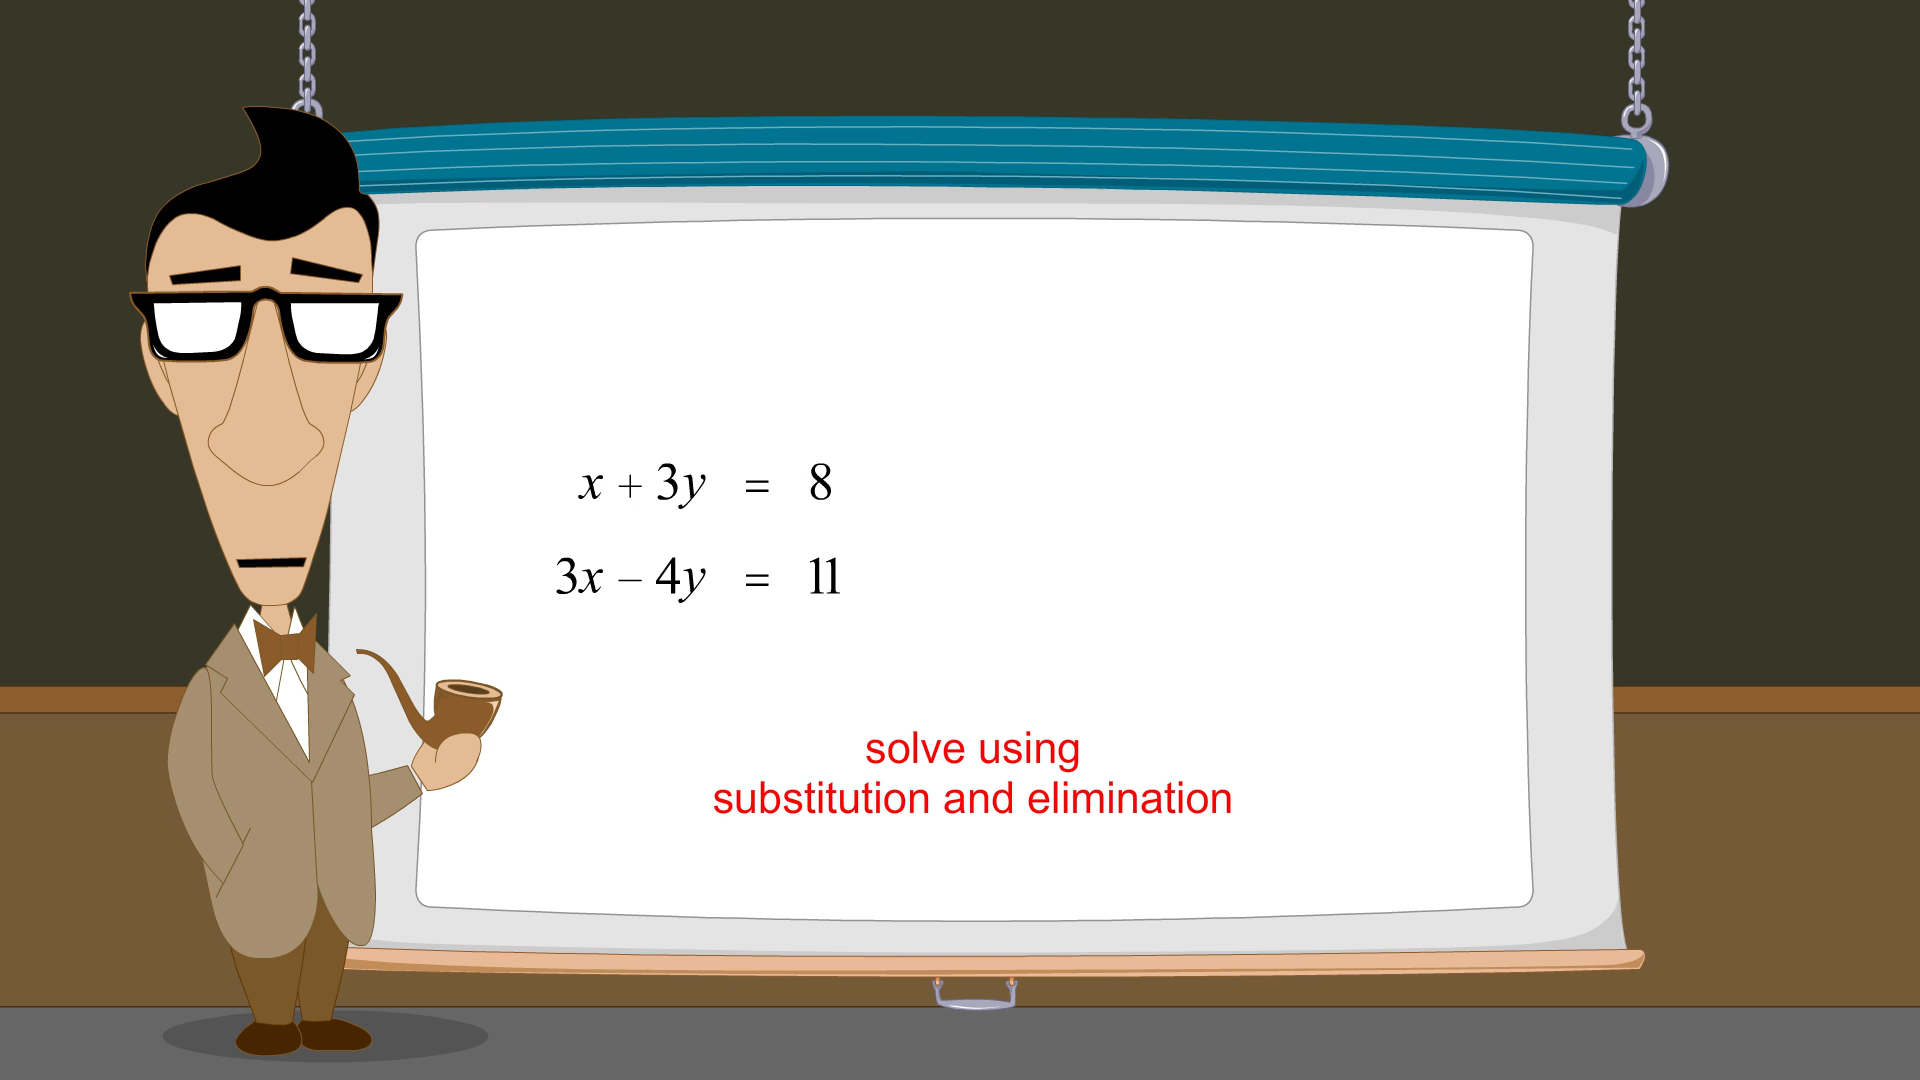 x + 3y = 8
3x – 4y = 11
solve using
substitution and elimination